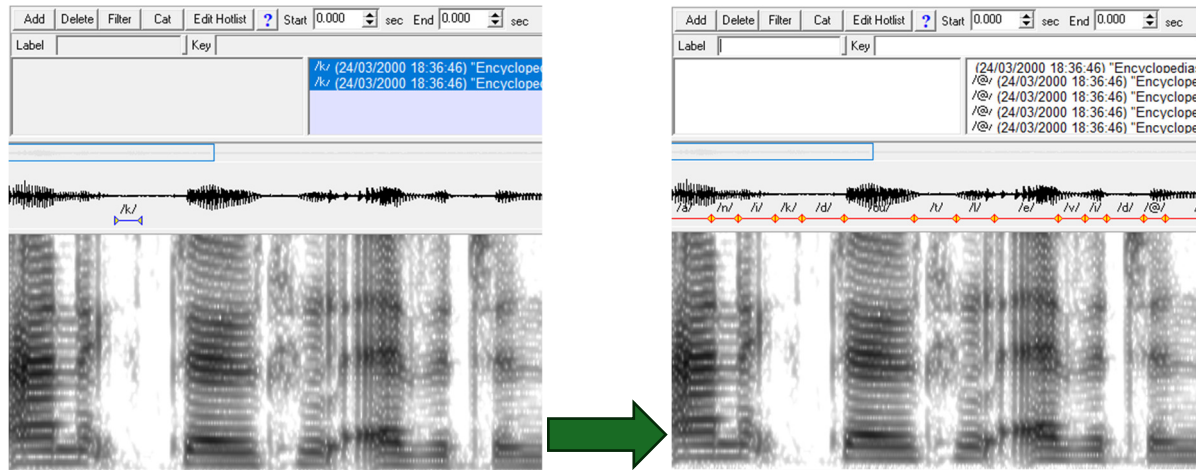 Add Delete Filter Cat Edit Hotlist ? Start 0.000 sec End 0.000 sec
Label Key
/k/ (24/03/2000 18:36:46) "Encyclope
/k/ (24/03/2000 18:36:46) "Encyclope
/k/
Add Delete Filter Cat Edit Hotlist ? Start 0.000 sec End 0.000 sec
Label Key
(24/03/2000 18:36:46) "Encyclopedia
/@/ (24/03/2000 18:36:46) "Encyclope
/@/ (24/03/2000 18:36:46) "Encyclope
/@/ (24/03/2000 18:36:46) "Encyclope
/@/ (24/03/2000 18:36:46) "Encyclope
/a/ /n/ /i/ /k/ /d/ /ou/ /t/ /l/ /e/ /v/ /i/ /d/ /@/